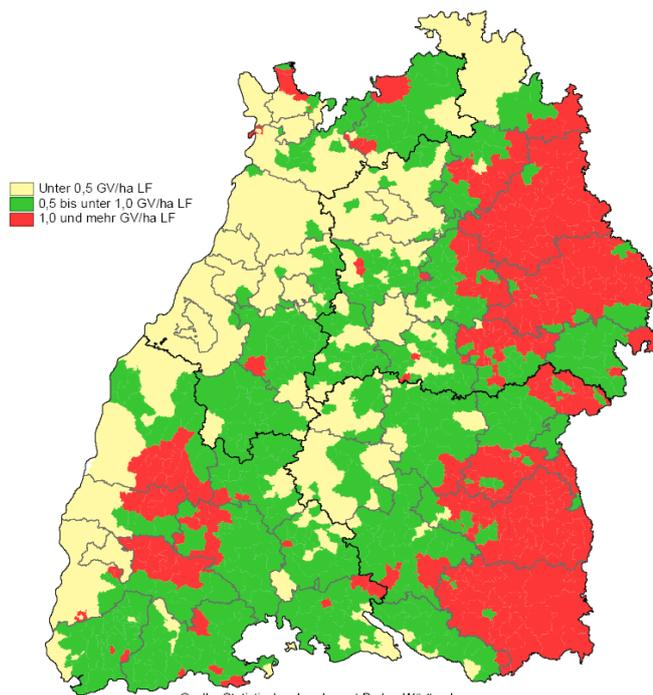 Unter 0,5 GV/ha LF
0,5 bis unter 1,0 GV/ha LF
1,0 und mehr GV/ha LF